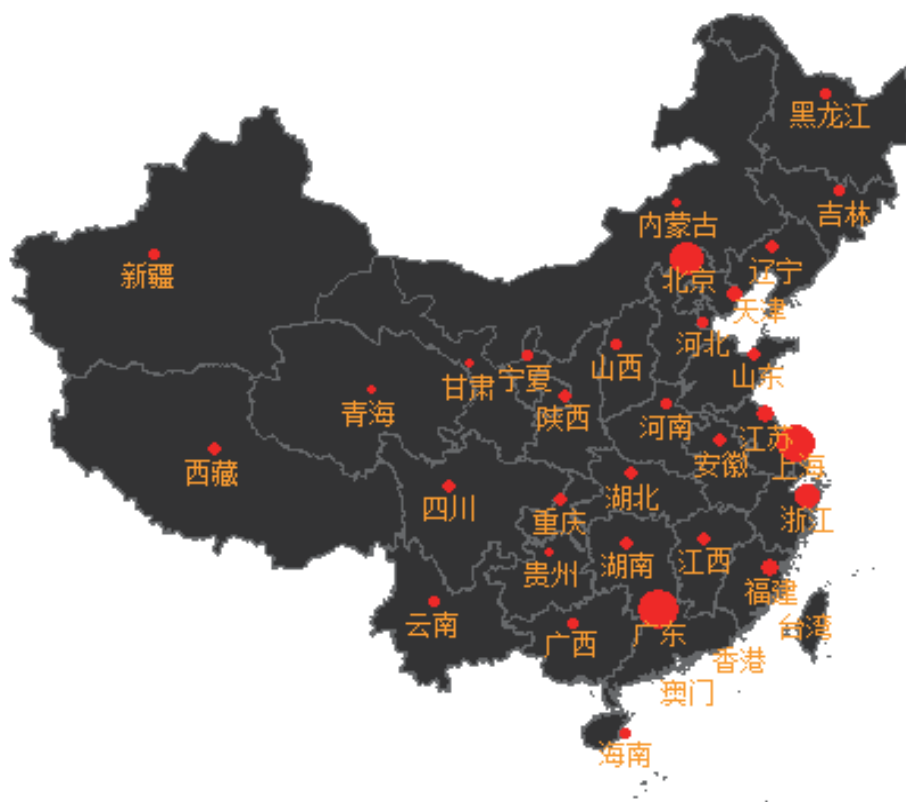 黑龙江
吉林
内蒙古
辽宁
新疆
北京
天津
河北
山西
宁夏
山东
甘肃
青海
陕西
河南
江苏
安徽
上海
西藏
湖北
四川
重庆
浙江
江西
湖南
贵州
福建
云南
台湾
广东
广西
香港
澳门
海南